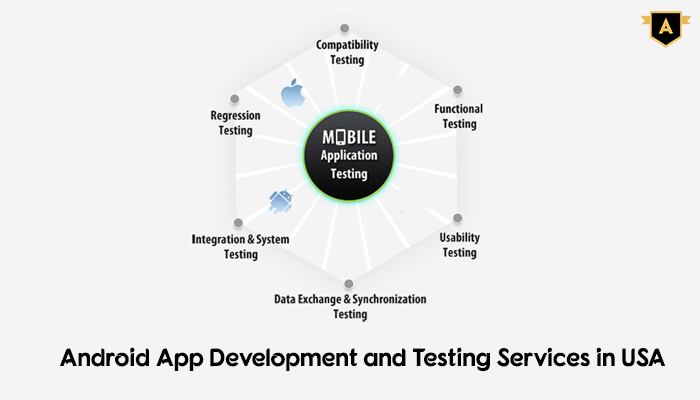 A
Compatibility
Testing
Functional
Testing
Regression
Testing
MOBILE
Application
Testing
Usability
Testing
Integration & System
Testing
Data Exchange & Synchronization
Testing
Android App Development and Testing Services in USA